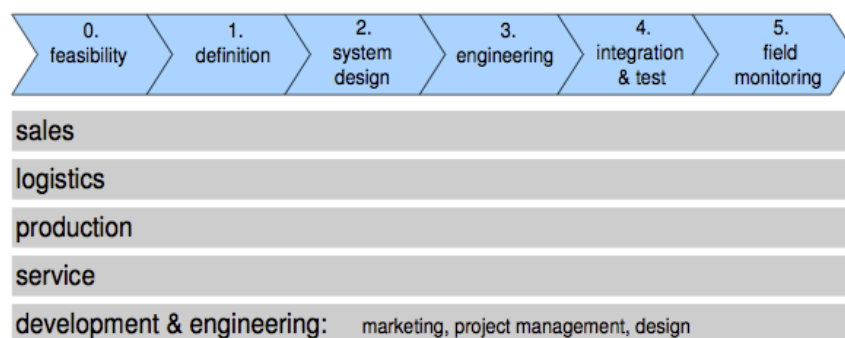 0.
feasibility
1.
definition
2.
system
design
3.
engineering
4.
integration
& test
5.
field
monitoring
sales
logistics
production
service
development & engineering: marketing, project management, design